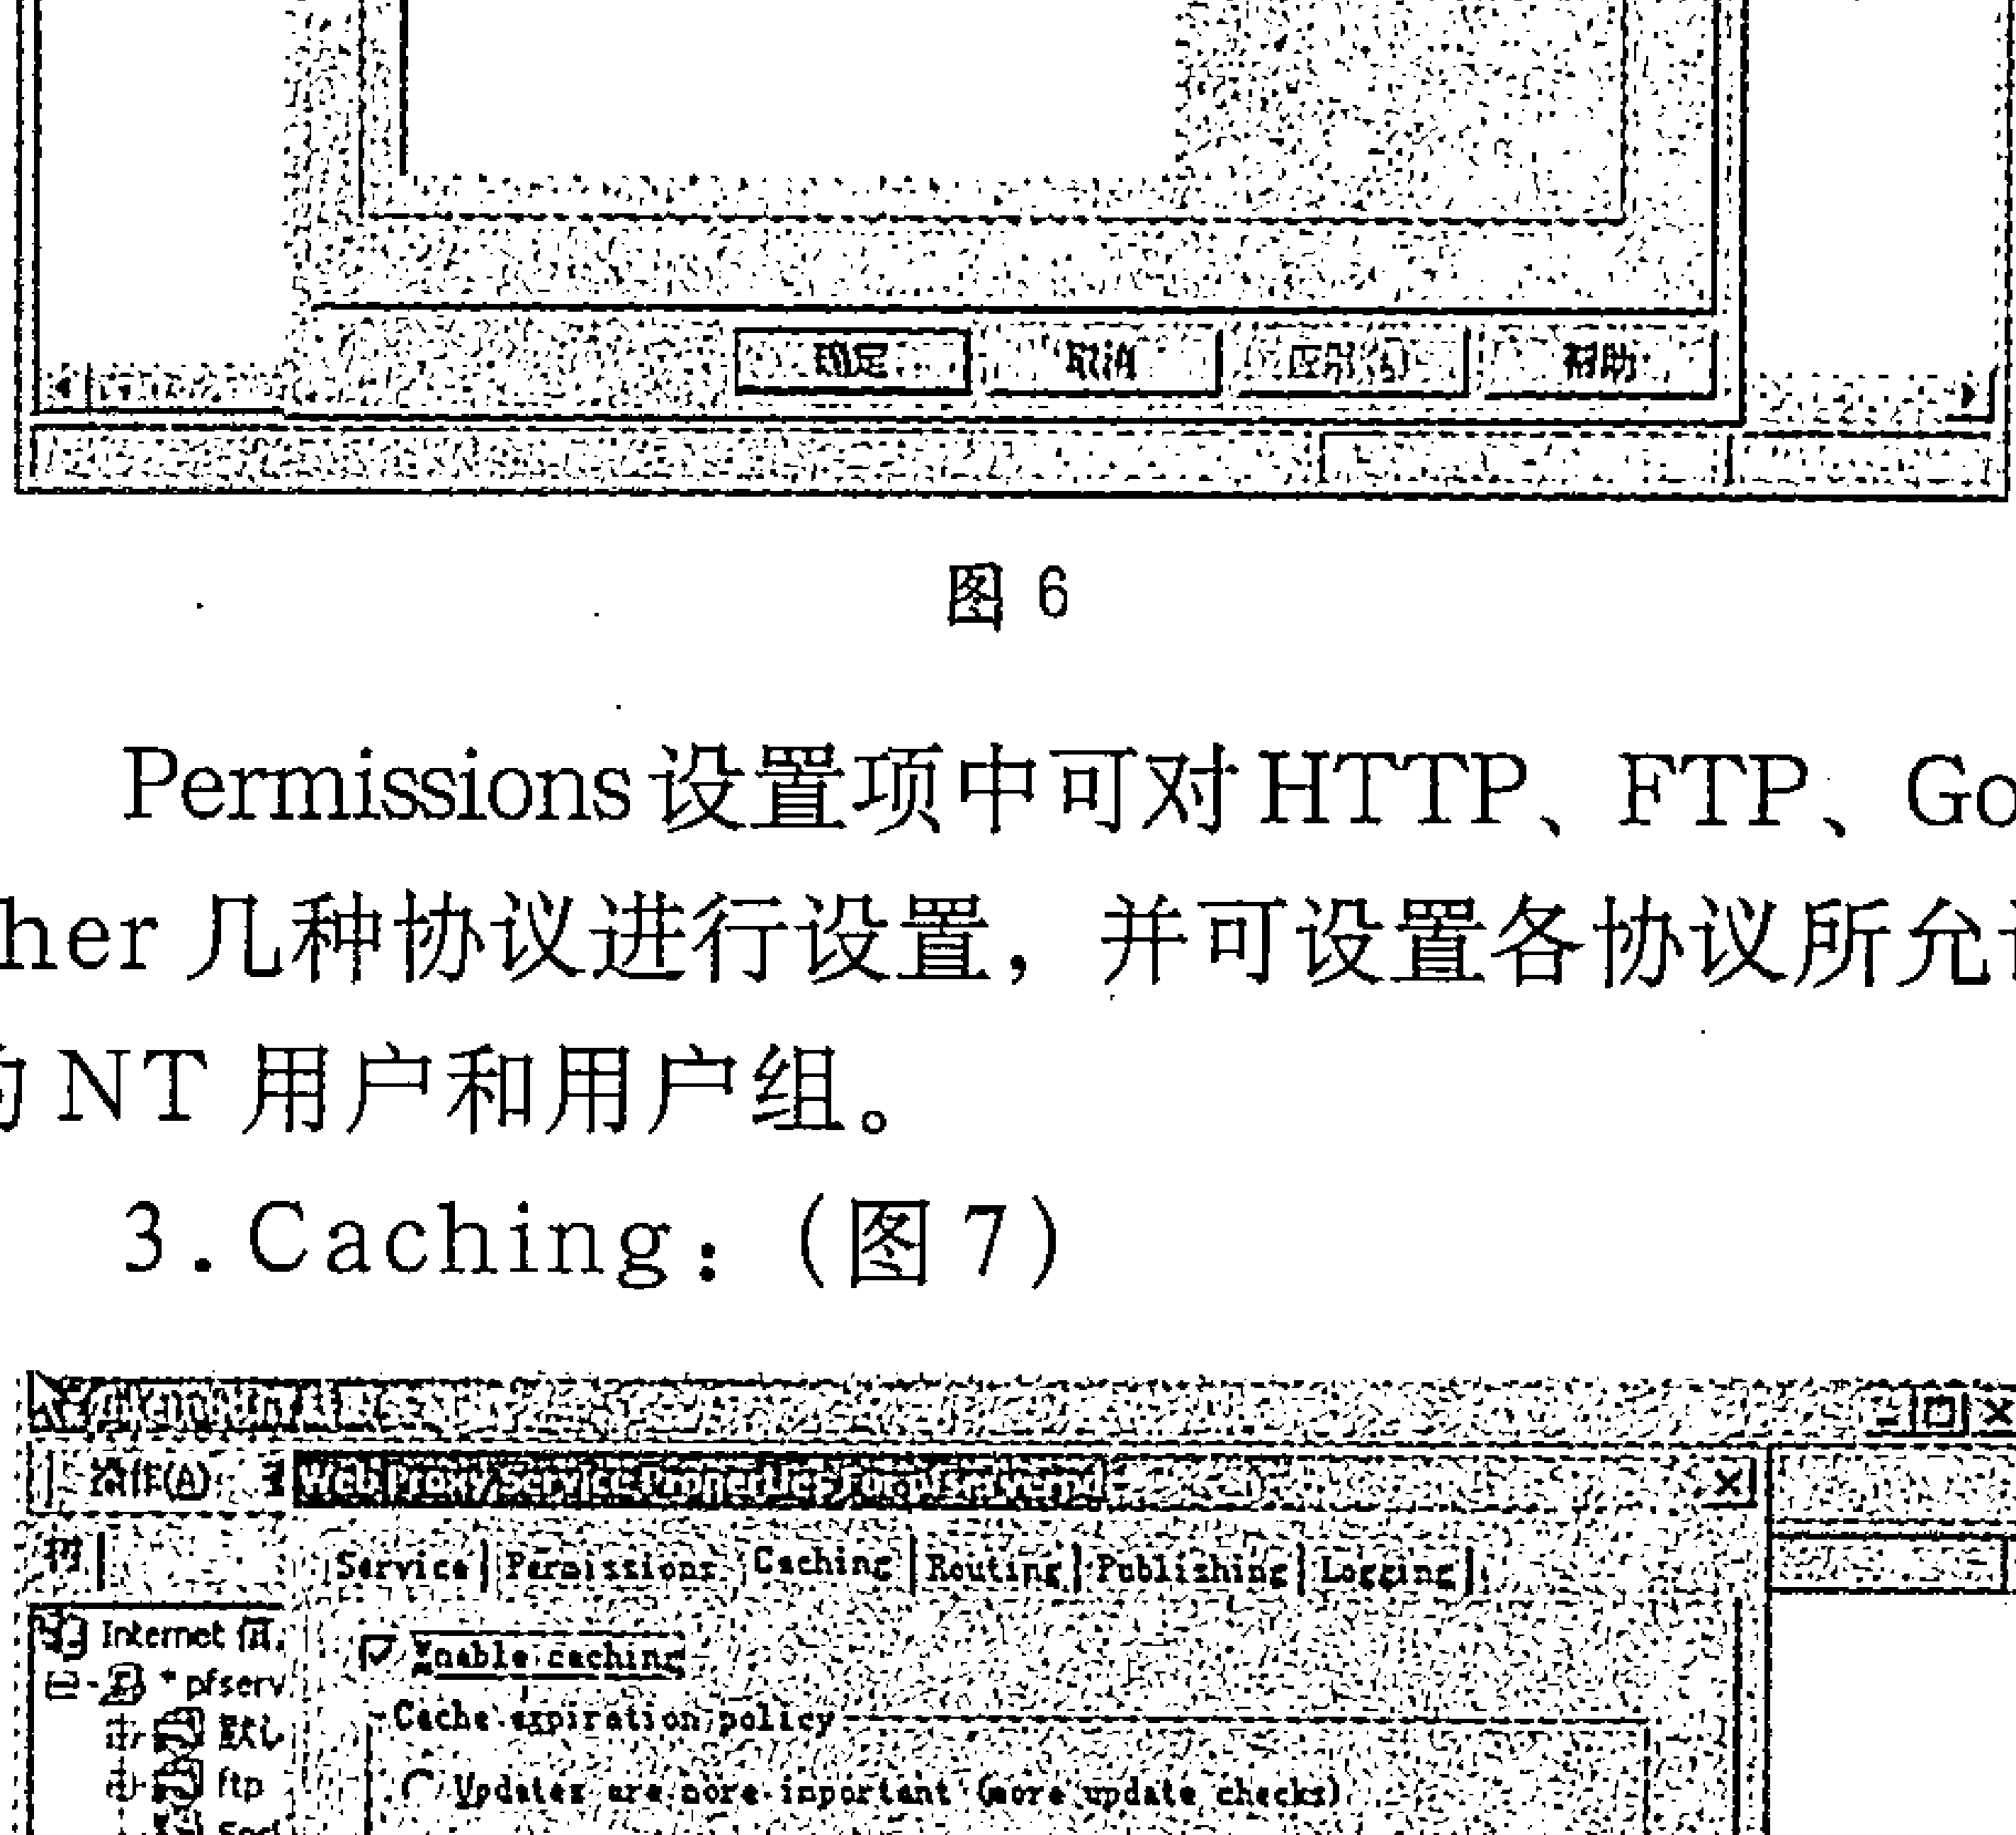 确定 取消 应用(A) 帮助
图 6
Permissions 设置项中可对 HTTP、FTP、Go
her 几种协议进行设置，并可设置各协议所允
的 NT 用户和用户组。
3.Caching：(图 7)
Web Proxy Service Properties For pfserver
Service Permissions Caching Routing Publishing Logging
Internet
Enable caching
* pfserv
Cache expiration policy
ftp
Updates are more important (more update checks)